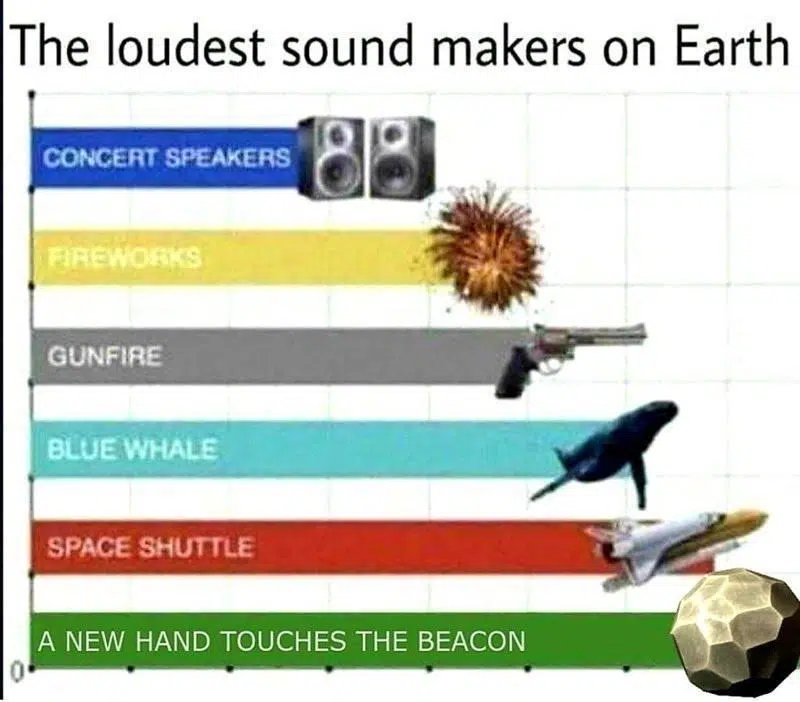 The loudest sound makers on Earth
CONCERT SPEAKERS
FIREWORKS
GUNFIRE
BLUE WHALE
SPACE SHUTTLE
A NEW HAND TOUCHES THE BEACON
0